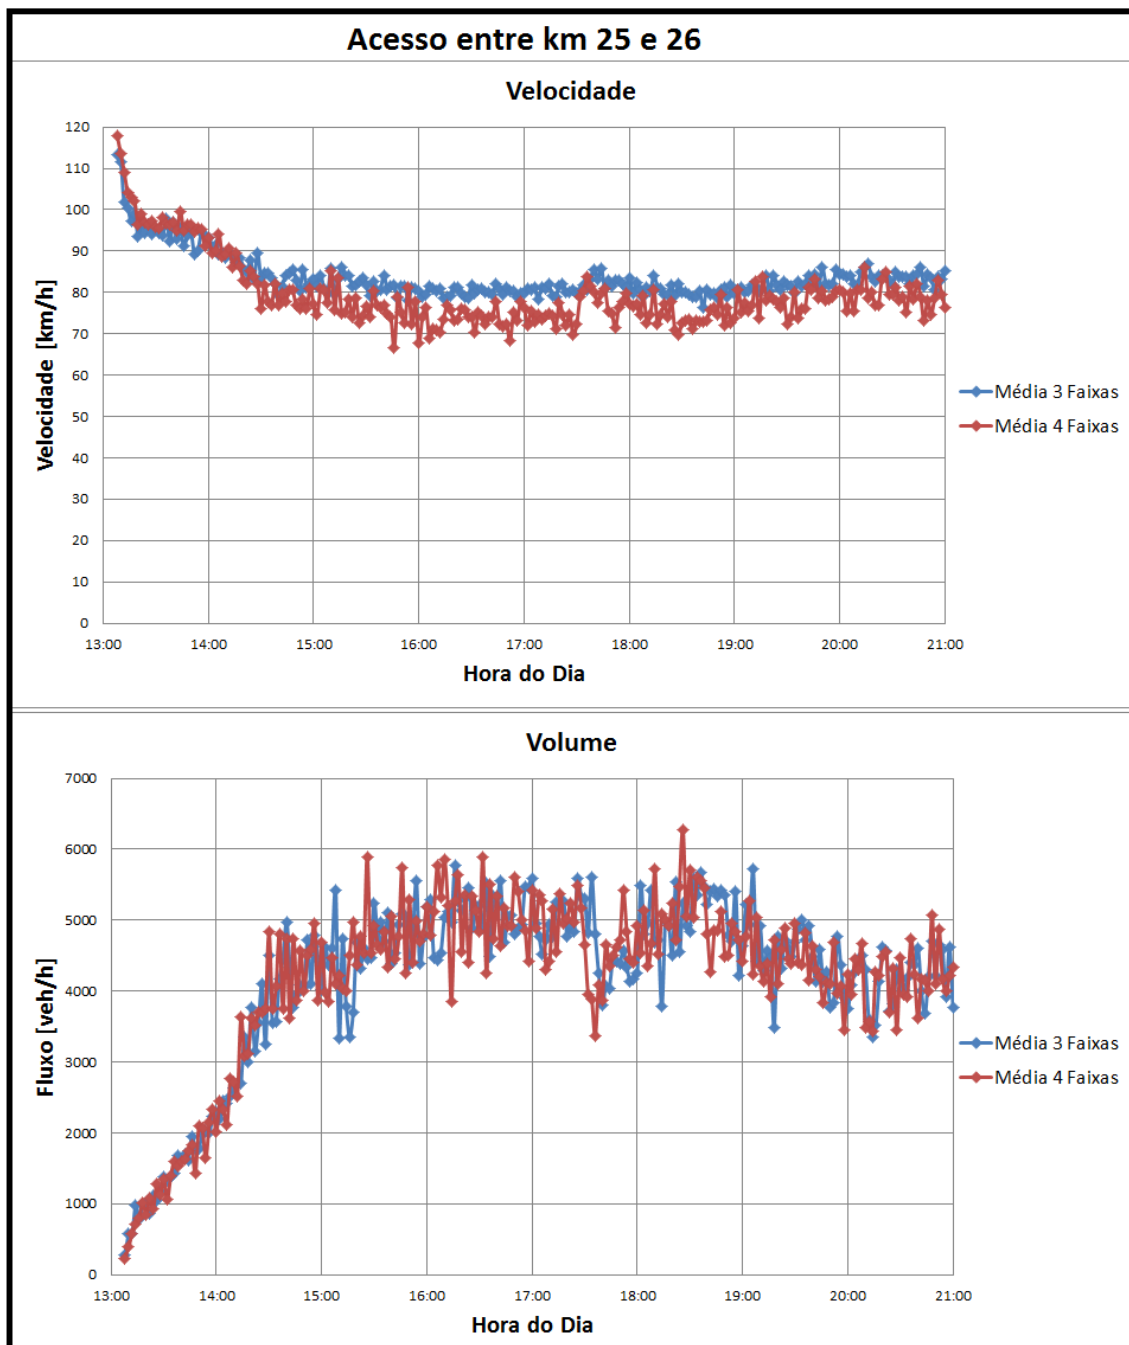 Acesso entre km 25 e 26
Velocidade
120
110
100
90
80
70
60
50
40
30
20
10
0
Velocidade [km/h]
13:00 14:00 15:00 16:00 17:00 18:00 19:00 20:00 21:00
Hora do Dia
Média 3 Faixas
Média 4 Faixas
Volume
7000
6000
5000
4000
3000
2000
1000
0
Fluxo [veh/h]
13:00 14:00 15:00 16:00 17:00 18:00 19:00 20:00 21:00
Hora do Dia
Média 3 Faixas
Média 4 Faixas